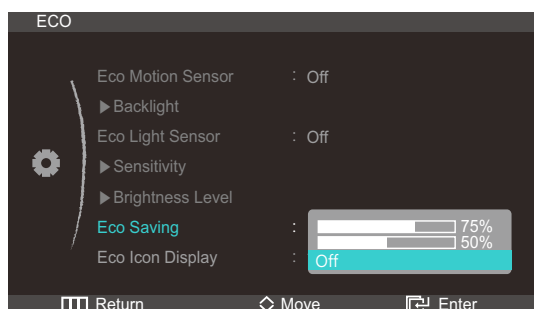 ECO
Eco Motion Sensor : Off
▶Backlight
Eco Light Sensor : Off
▶Sensitivity
▶Brightness Level
Eco Saving : 75%
50%
Eco Icon Display : Off
Return Move Enter